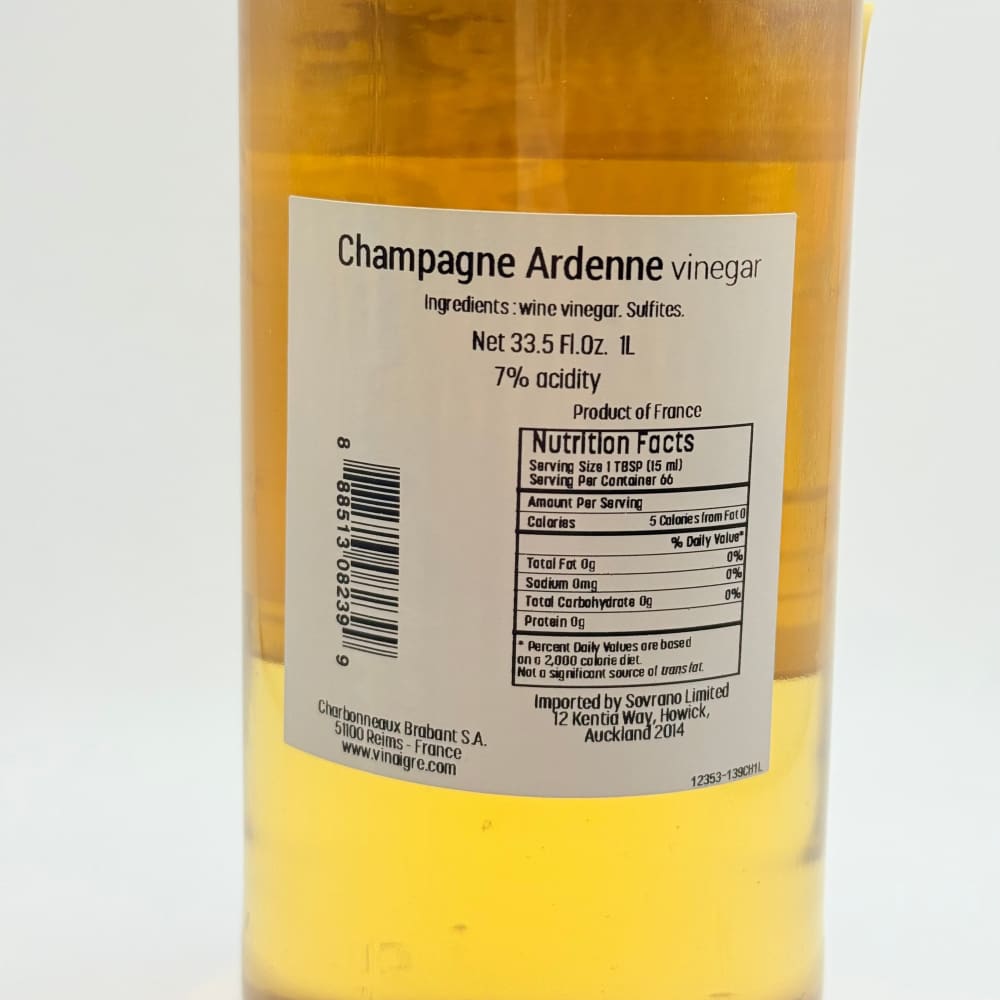 Champagne Ardenne vinegar
Ingredients : wine vinegar. Sulfites.
Net 33.5 Fl.Oz. 1L
7% acidity
Product of France
Nutrition Facts
Serving Size 1 TBSP (15 ml)
Serving Per Container 66
Amount Per Serving
Calories 5 Calories from Fat 0
% Daily Value*
Total Fat 0g 0%
Sodium 0mg 0%
Total Carbohydrate 0g 0%
Protein 0g
* Percent Daily Values are based
on a 2,000 calorie diet.
Not a significant source of trans fat.
8 88513 08239 9
Imported by Sovrano Limited
12 Kentia Way, Howick,
Auckland 2014
Charbonneaux Brabant S.A.
51100 Reims - France
www.vinaigre.com
12353-139CH1L